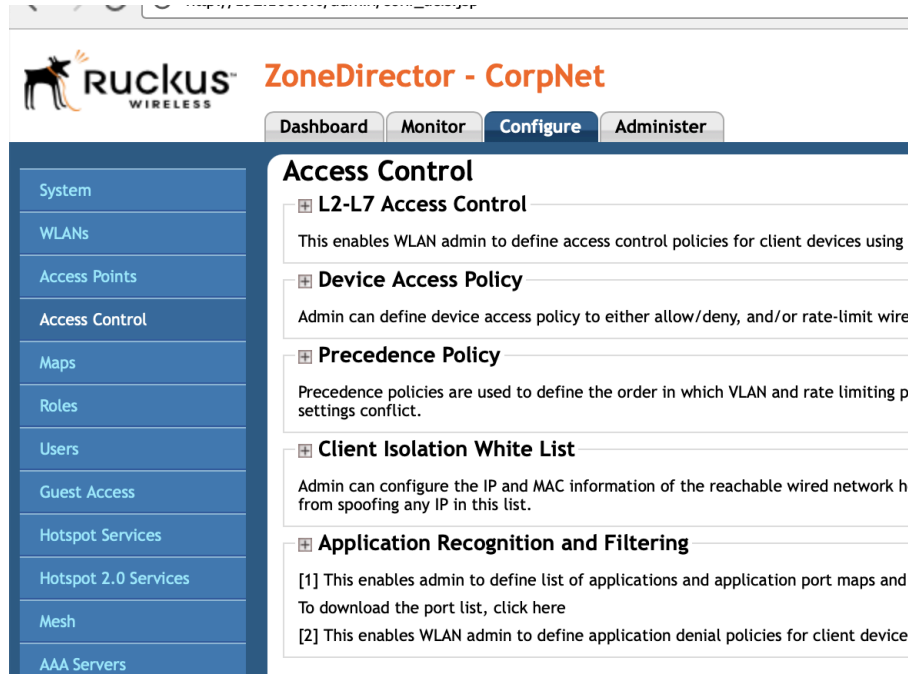 RUCKUS™
WIRELESS
ZoneDirector - CorpNet
Dashboard
Monitor
Configure
Administer
System
WLANs
Access Points
Access Control
Maps
Roles
Users
Guest Access
Hotspot Services
Hotspot 2.0 Services
Mesh
AAA Servers
Access Control
L2-L7 Access Control
This enables WLAN admin to define access control policies for client devices using
Device Access Policy
Admin can define device access policy to either allow/deny, and/or rate-limit wire
Precedence Policy
Precedence policies are used to define the order in which VLAN and rate limiting p
settings conflict.
Client Isolation White List
Admin can configure the IP and MAC information of the reachable wired network h
from spoofing any IP in this list.
Application Recognition and Filtering
[1] This enables admin to define list of applications and application port maps and
To download the port list, click here
[2] This enables WLAN admin to define application denial policies for client device